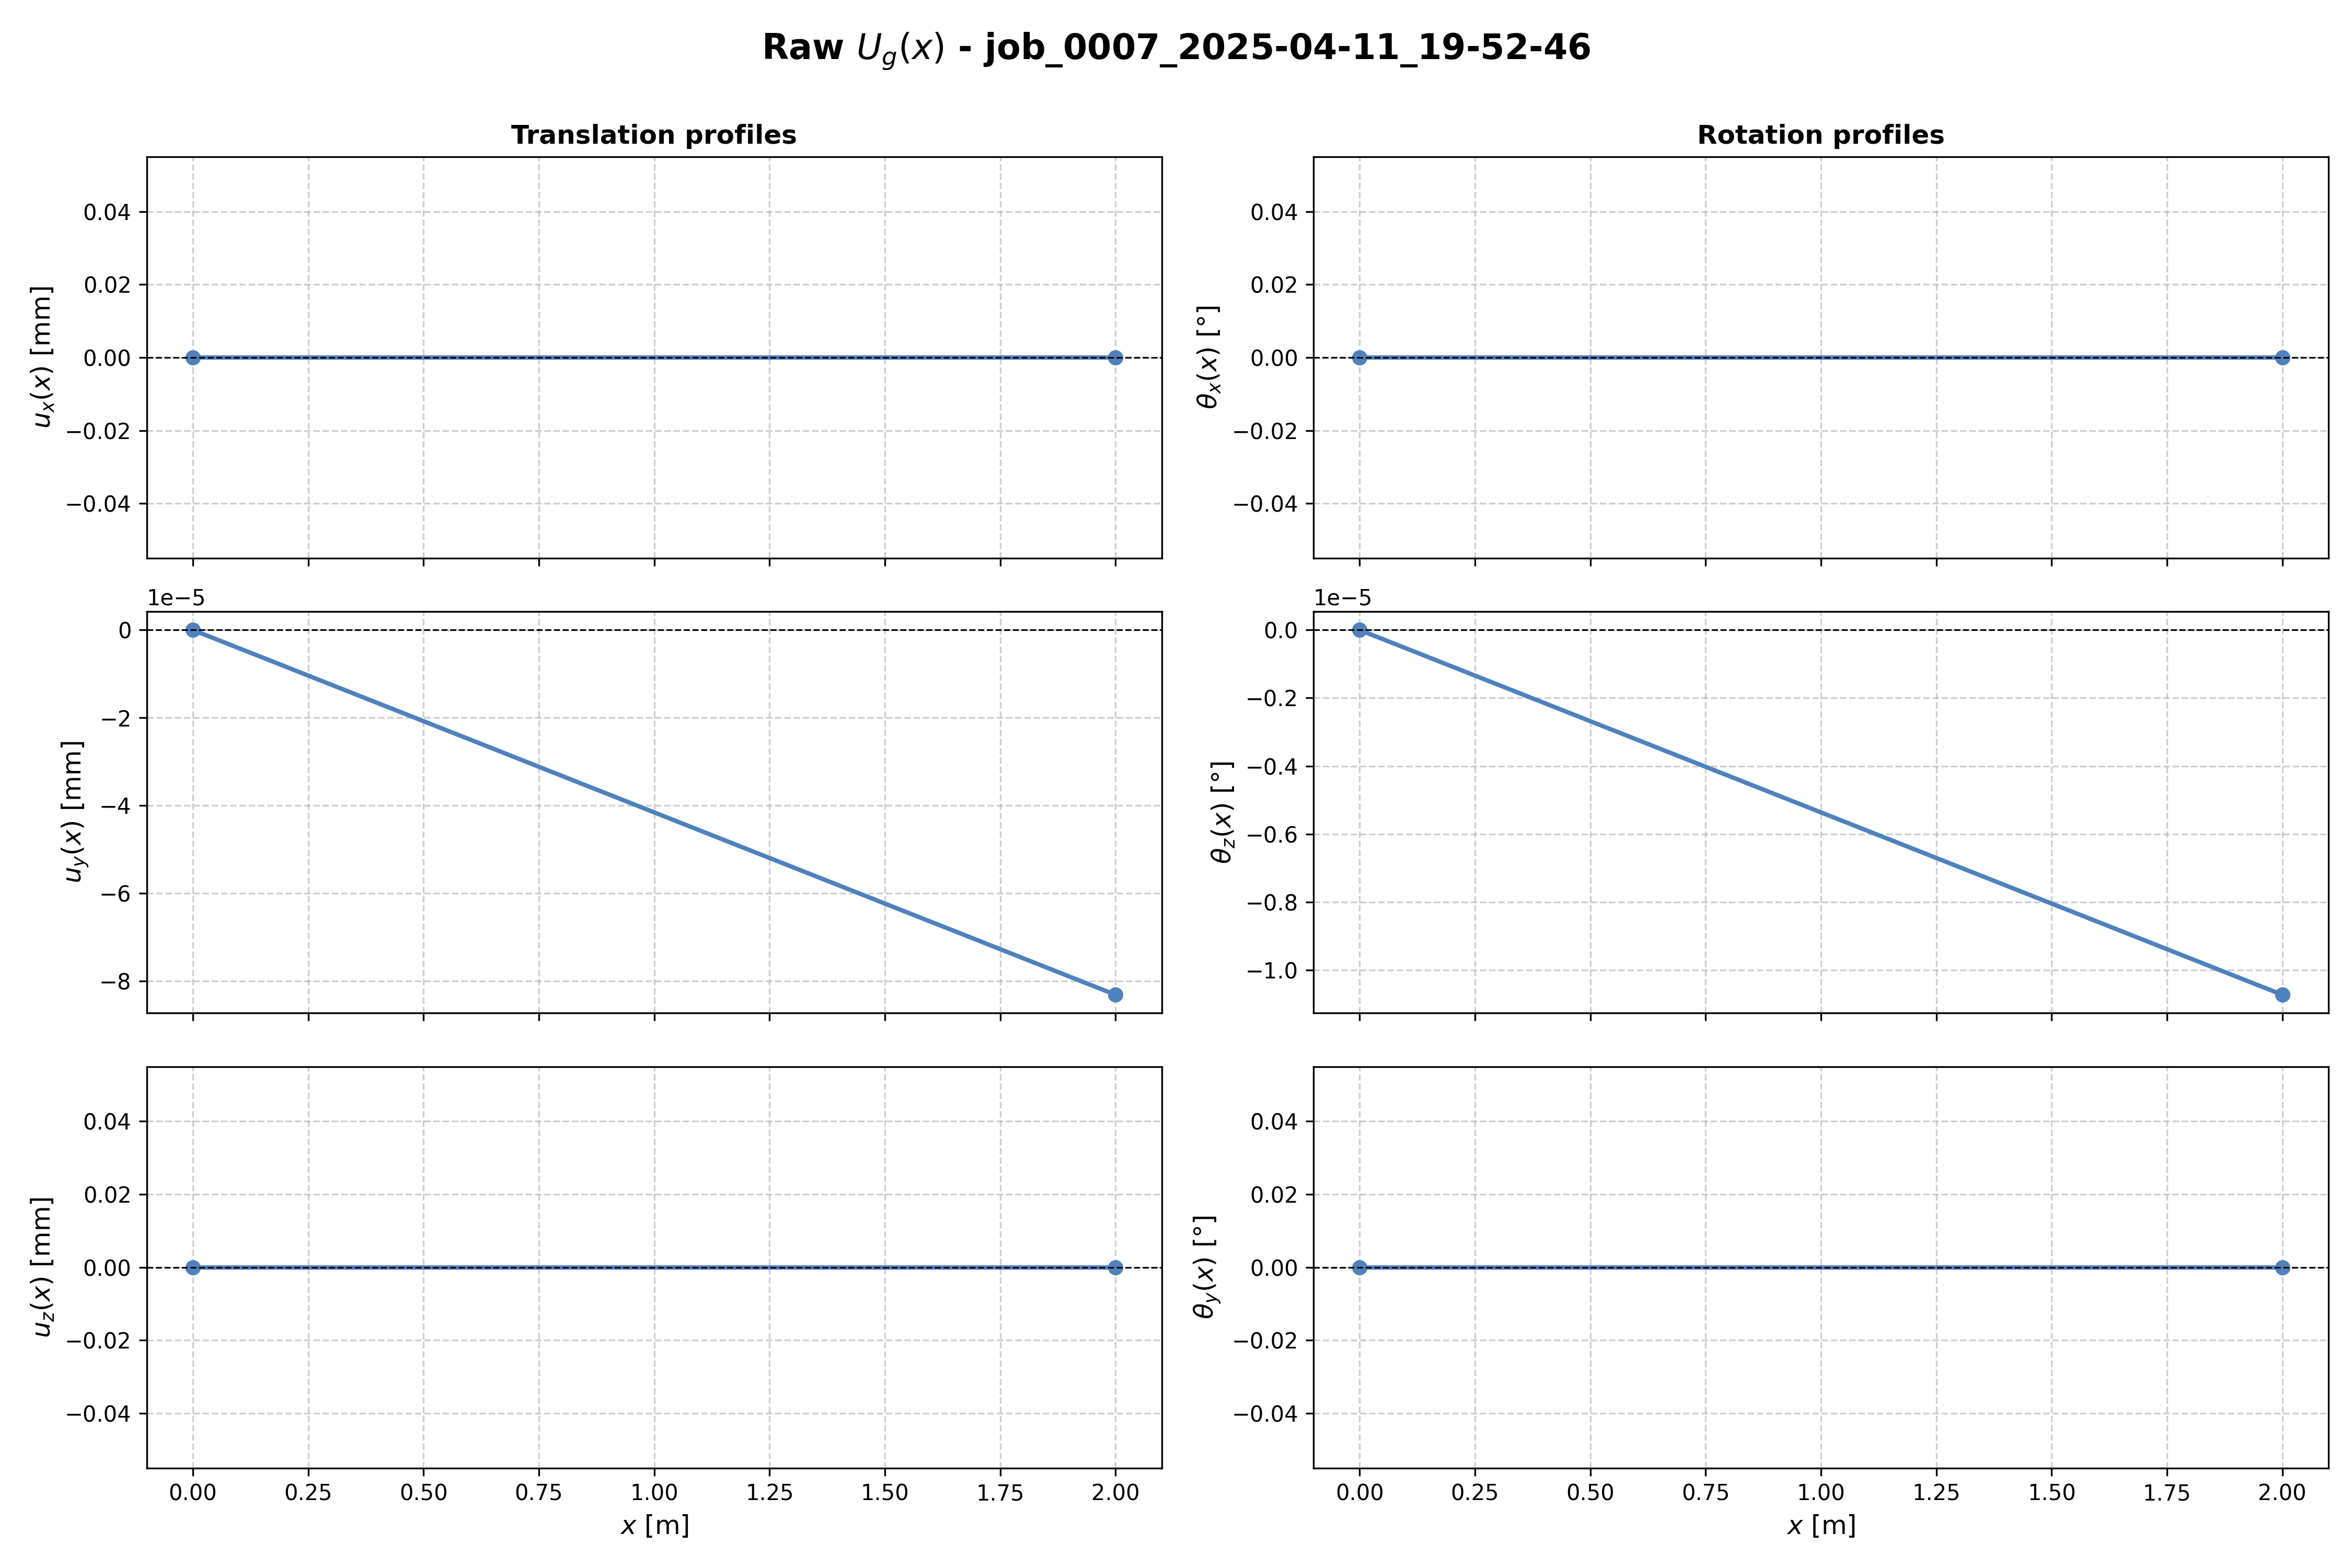 Raw U_g(x) - job_0007_2025-04-11_19-52-46
Translation profiles
Rotation profiles
0.04
0.02
0.00
−0.02
−0.04
u_x(x) [mm]
0.04
0.02
0.00
−0.02
−0.04
θ_x(x) [°]
1e−5
0
−2
−4
−6
−8
u_y(x) [mm]
1e−5
0.0
−0.2
−0.4
−0.6
−0.8
−1.0
θ_z(x) [°]
0.04
0.02
0.00
−0.02
−0.04
u_z(x) [mm]
0.00 0.25 0.50 0.75 1.00 1.25 1.50 1.75 2.00
x [m]
0.04
0.02
0.00
−0.02
−0.04
θ_y(x) [°]
0.00 0.25 0.50 0.75 1.00 1.25 1.50 1.75 2.00
x [m]